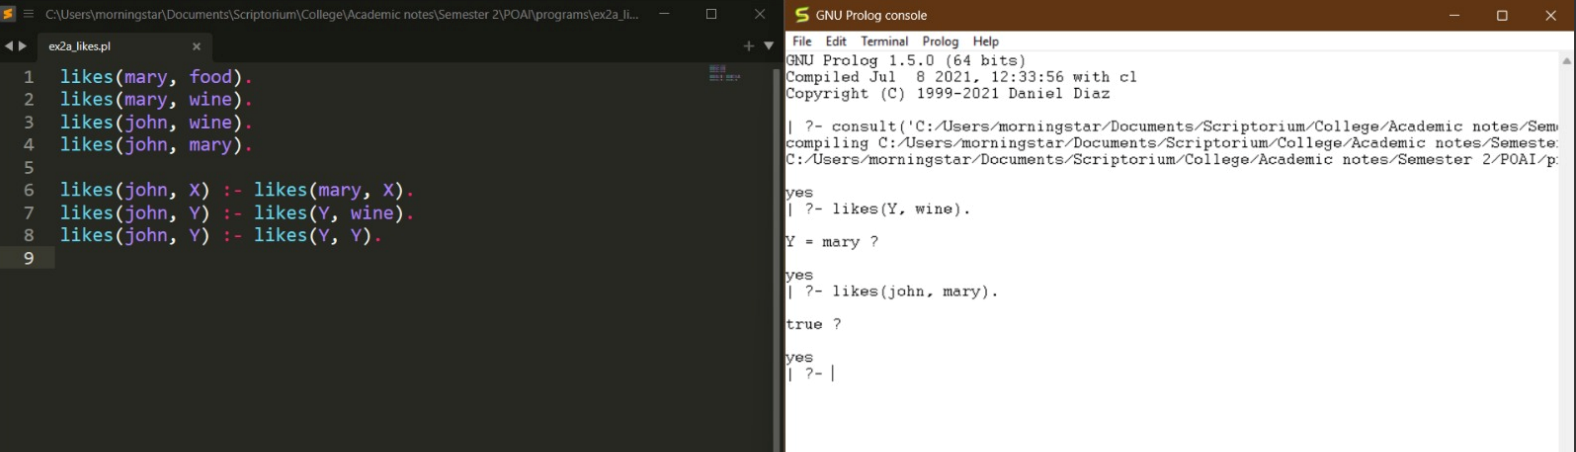 C:\Users\morningstar\Documents\Scriptorium\College\Academic notes\Semester 2\POAI\programs\ex2a_li...
ex2a_likes.pl
1 likes(mary, food).
2 likes(mary, wine).
3 likes(john, wine).
4 likes(john, mary).
5
6 likes(john, X) :- likes(mary, X).
7 likes(john, Y) :- likes(Y, wine).
8 likes(john, Y) :- likes(Y, Y).
9
GNU Prolog console
File Edit Terminal Prolog Help
GNU Prolog 1.5.0 (64 bits)
Compiled Jul  8 2021, 12:33:56 with cl
Copyright (C) 1999-2021 Daniel Diaz
| ?- consult('C:/Users/morningstar/Documents/Scriptorium/College/Academic notes/Sem
compiling C:/Users/morningstar/Documents/Scriptorium/College/Academic notes/Semeste
C:/Users/morningstar/Documents/Scriptorium/College/Academic notes/Semester 2/POAI/p
yes
| ?- likes(Y, wine).
Y = mary ?
yes
| ?- likes(john, mary).
true ?
yes
| ?-